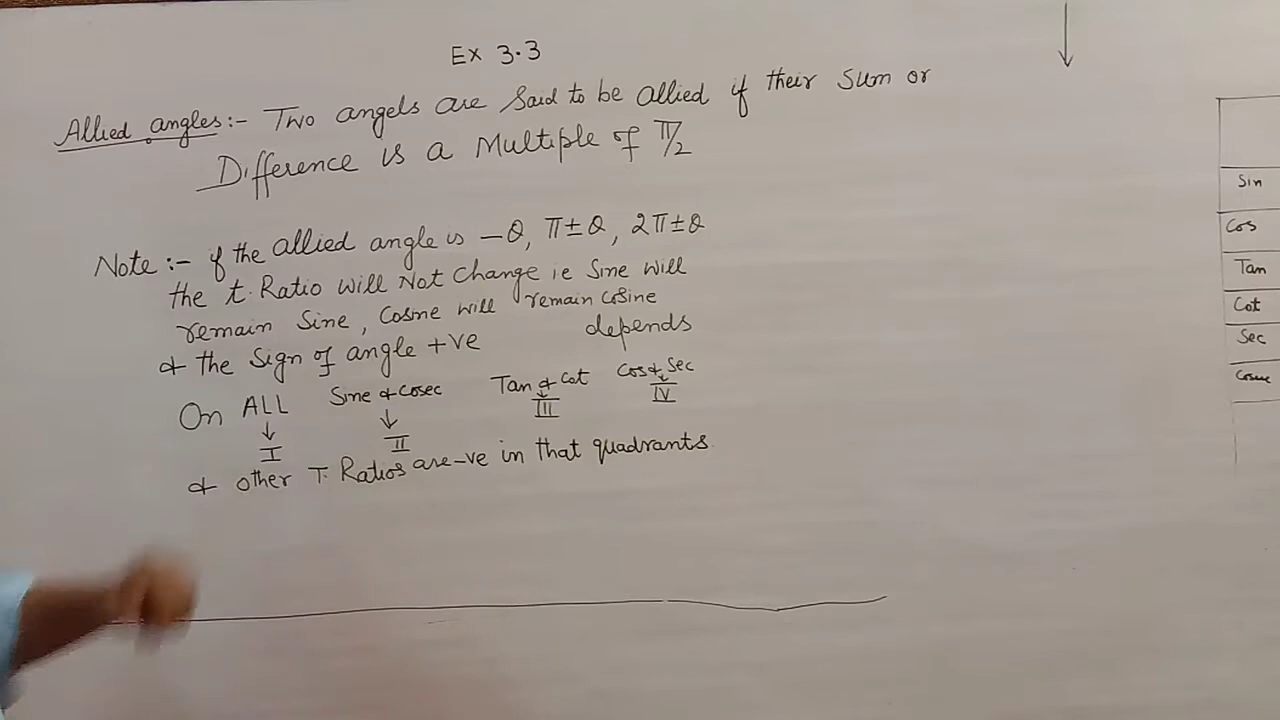 Ex 3.3
Allied angles:- Two angels are Said to be allied if their Sum or
Difference is a Multiple of π/2
Note:- if the allied angle is -θ, π±θ, 2π±θ
the t. Ratio will Not Change ie Sine will
remain Sine, Cosine will remain Cosine
& the Sign of angle +ve depends
On ALL Sine & Cosec Tan & Cot Cos & Sec
↓ ↓ ↓ ↓
I II III IV
& other T. Ratios are -ve in that quadrants
Sin
Cos
Tan
Cot
Sec